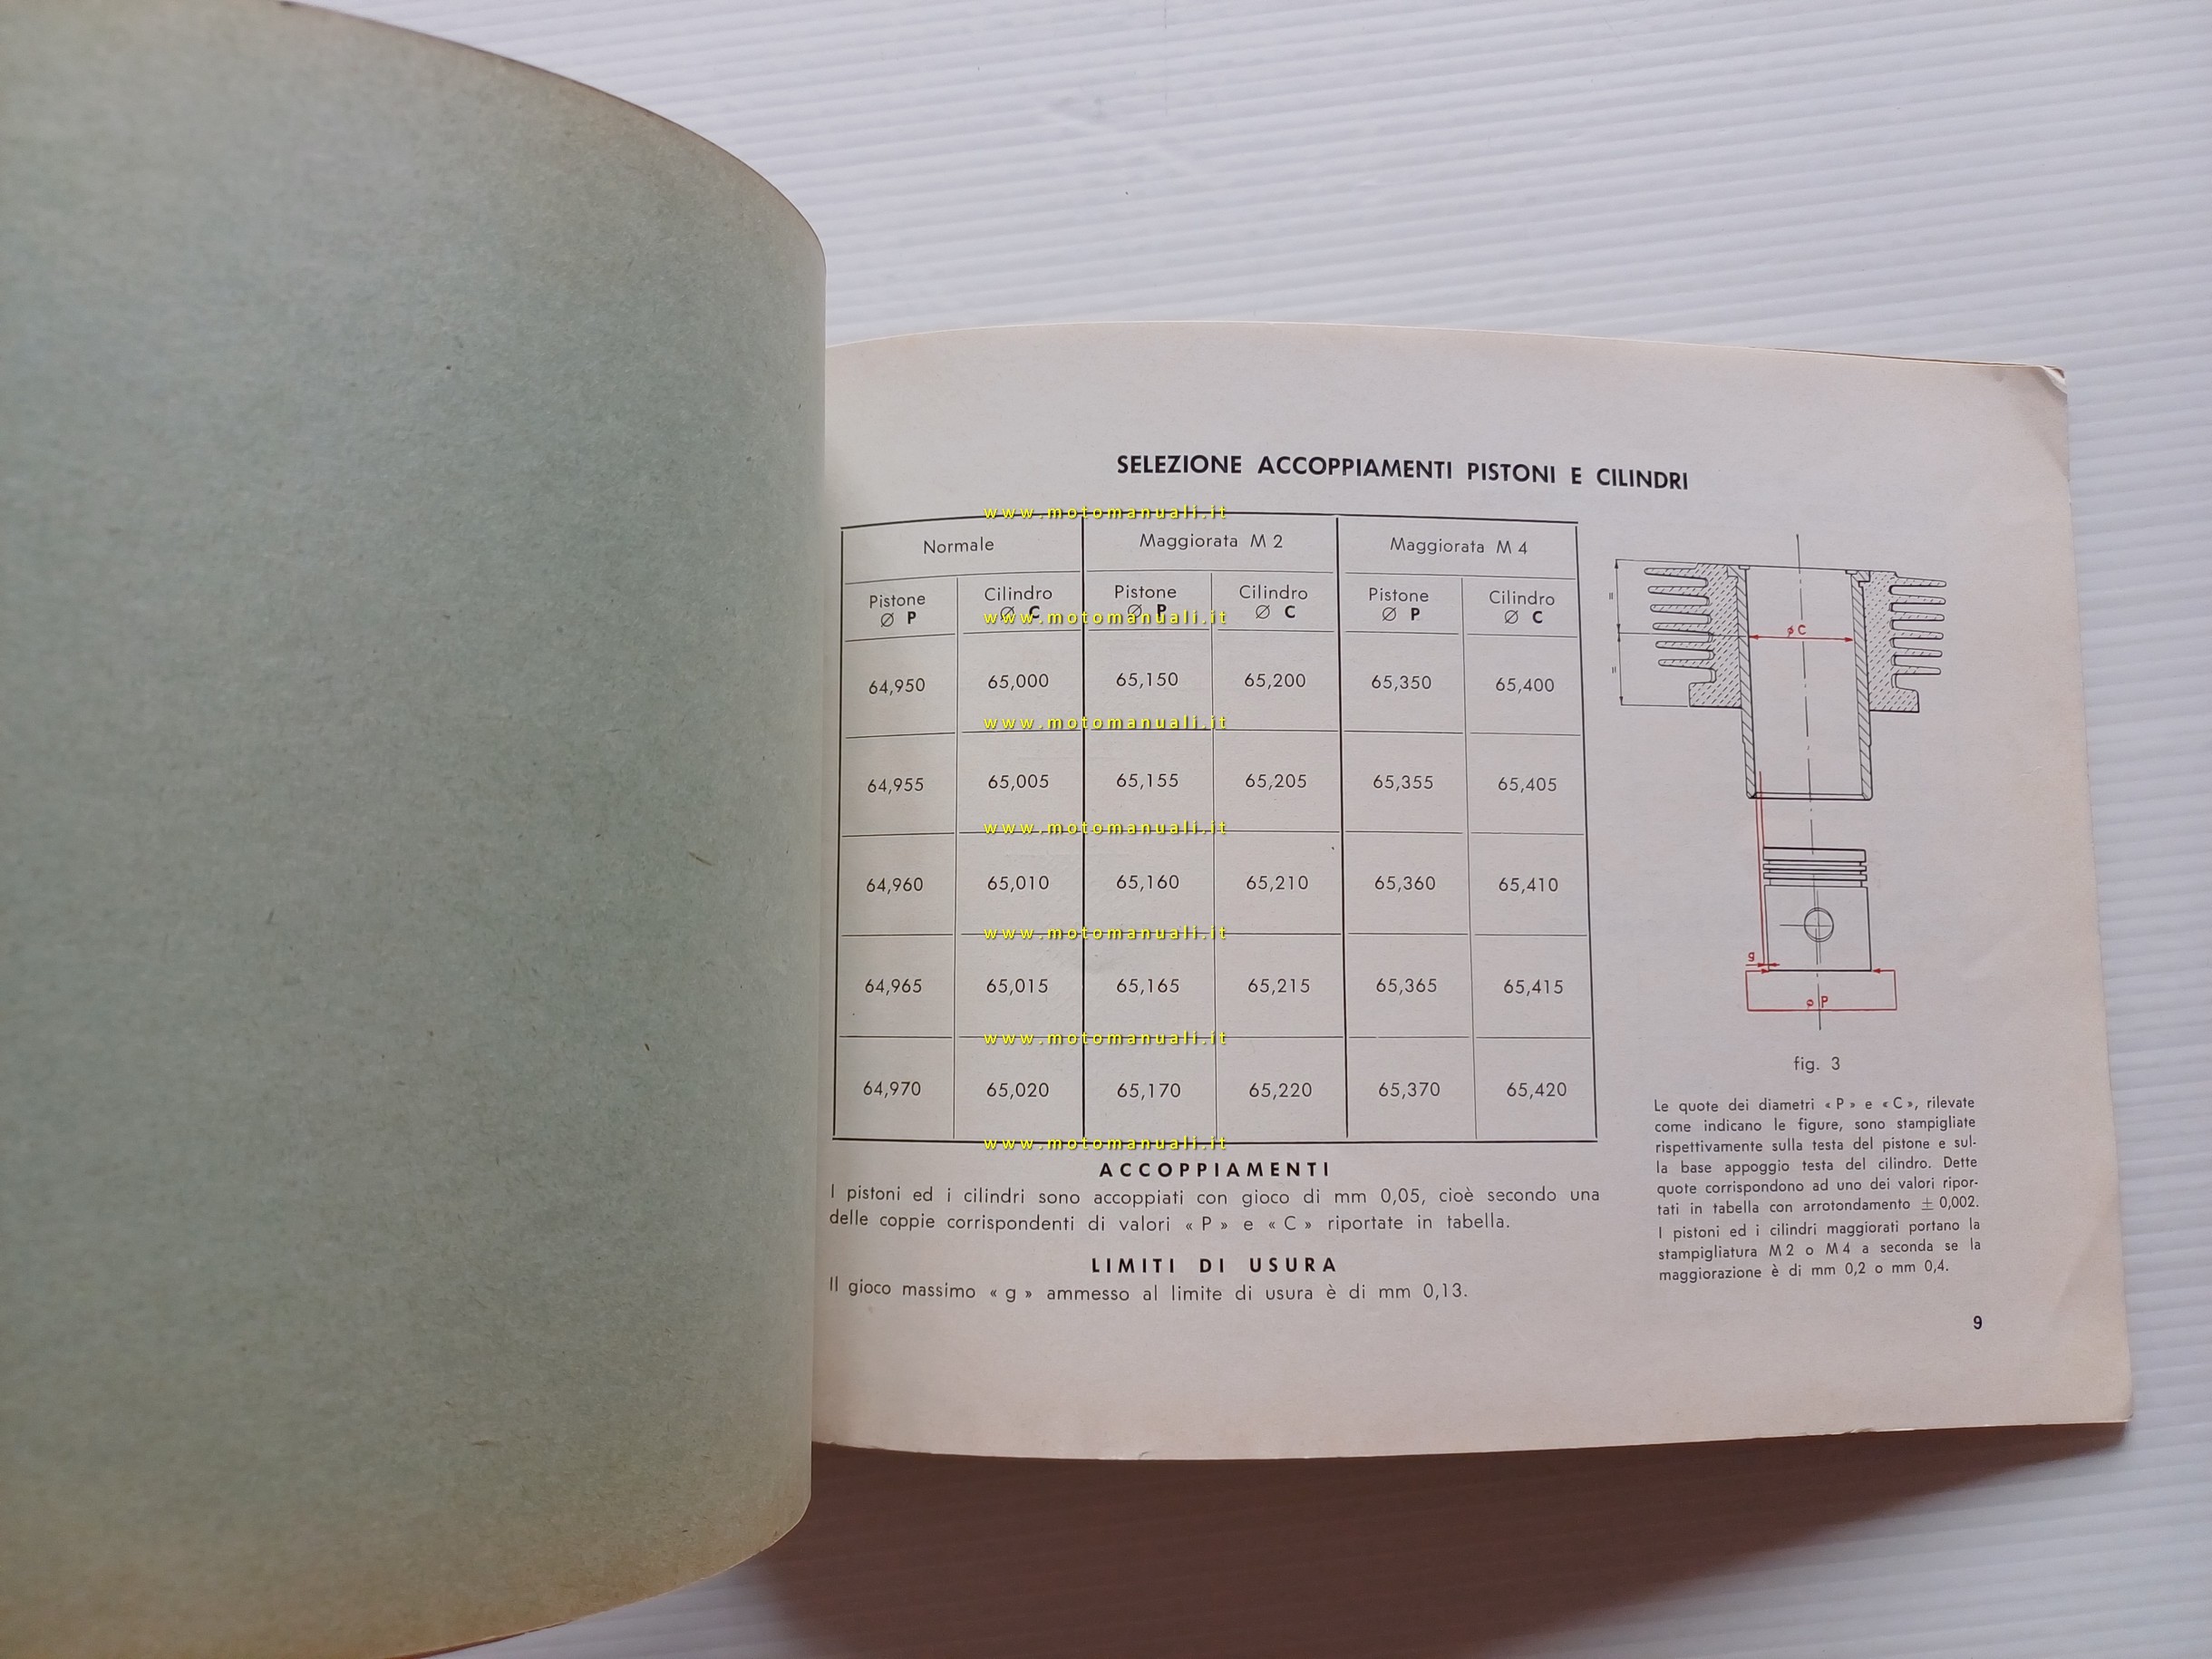 SELEZIONE ACCOPPIAMENTI PISTONI E CILINDRI
www.motomanuali.it
Normale Maggiorata M 2 Maggiorata M 4
Pistone Cilindro Pistone Cilindro Pistone Cilindro
Ø P Ø C Ø P Ø C Ø P Ø C
www.motomanuali.it
64,950 65,000 65,150 65,200 65,350 65,400
www.motomanuali.it
64,955 65,005 65,155 65,205 65,355 65,405
www.motomanuali.it
64,960 65,010 65,160 65,210 65,360 65,410
www.motomanuali.it
64,965 65,015 65,165 65,215 65,365 65,415
www.motomanuali.it
64,970 65,020 65,170 65,220 65,370 65,420
www.motomanuali.it
ACCOPPIAMENTI
I pistoni ed i cilindri sono accoppiati con gioco di mm 0,05, cioè secondo una
delle coppie corrispondenti di valori « P » e « C » riportate in tabella.
LIMITI DI USURA
Il gioco massimo « g » ammesso al limite di usura è di mm 0,13.
ø C
g
ø P
fig. 3
Le quote dei diametri « P » e « C », rilevate
come indicano le figure, sono stampigliate
rispettivamente sulla testa del pistone e sul-
la base appoggio testa del cilindro. Dette
quote corrispondono ad uno dei valori ripor-
tati in tabella con arrotondamento ± 0,002.
I pistoni ed i cilindri maggiorati portano la
stampigliatura M 2 o M 4 a seconda se la
maggiorazione è di mm 0,2 o mm 0,4.
9